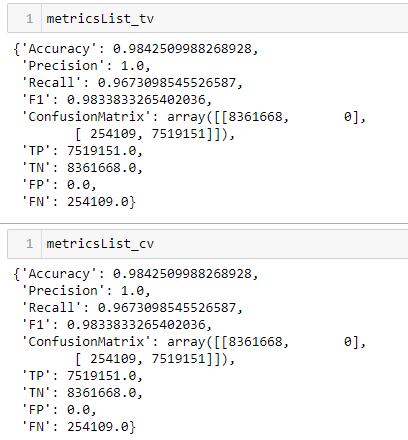 1 metricsList_tv
{'Accuracy': 0.9842509988268928,
'Precision': 1.0,
'Recall': 0.9673098545526587,
'F1': 0.9833833265402036,
'ConfusionMatrix': array([[8361668, 0],
[ 254109, 7519151]]),
'TP': 7519151.0,
'TN': 8361668.0,
'FP': 0.0,
'FN': 254109.0}
1 metricsList_cv
{'Accuracy': 0.9842509988268928,
'Precision': 1.0,
'Recall': 0.9673098545526587,
'F1': 0.9833833265402036,
'ConfusionMatrix': array([[8361668, 0],
[ 254109, 7519151]]),
'TP': 7519151.0,
'TN': 8361668.0,
'FP': 0.0,
'FN': 254109.0}